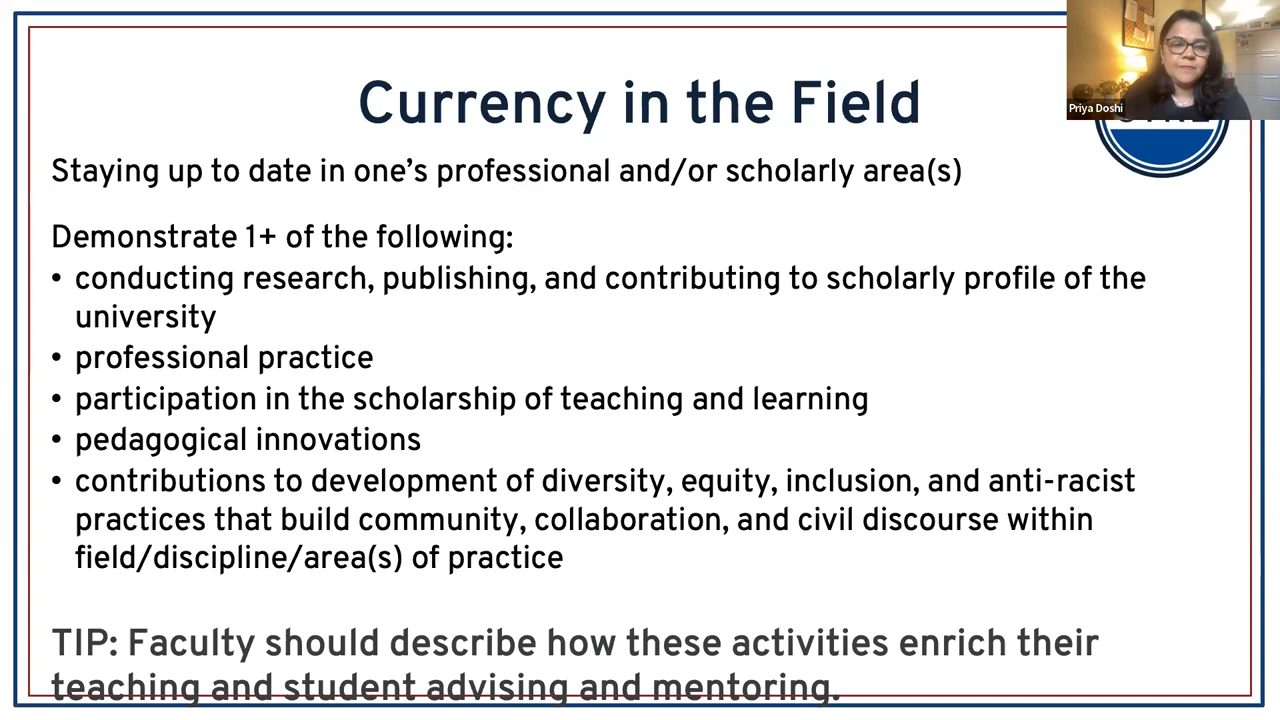 Currency in the Field
Priya Doshi
Staying up to date in one's professional and/or scholarly area(s)
Demonstrate 1+ of the following:
• conducting research, publishing, and contributing to scholarly profile of the
university
• professional practice
• participation in the scholarship of teaching and learning
• pedagogical innovations
• contributions to development of diversity, equity, inclusion, and anti-racist
practices that build community, collaboration, and civil discourse within
field/discipline/area(s) of practice
TIP: Faculty should describe how these activities enrich their
teaching and student advising and mentoring.